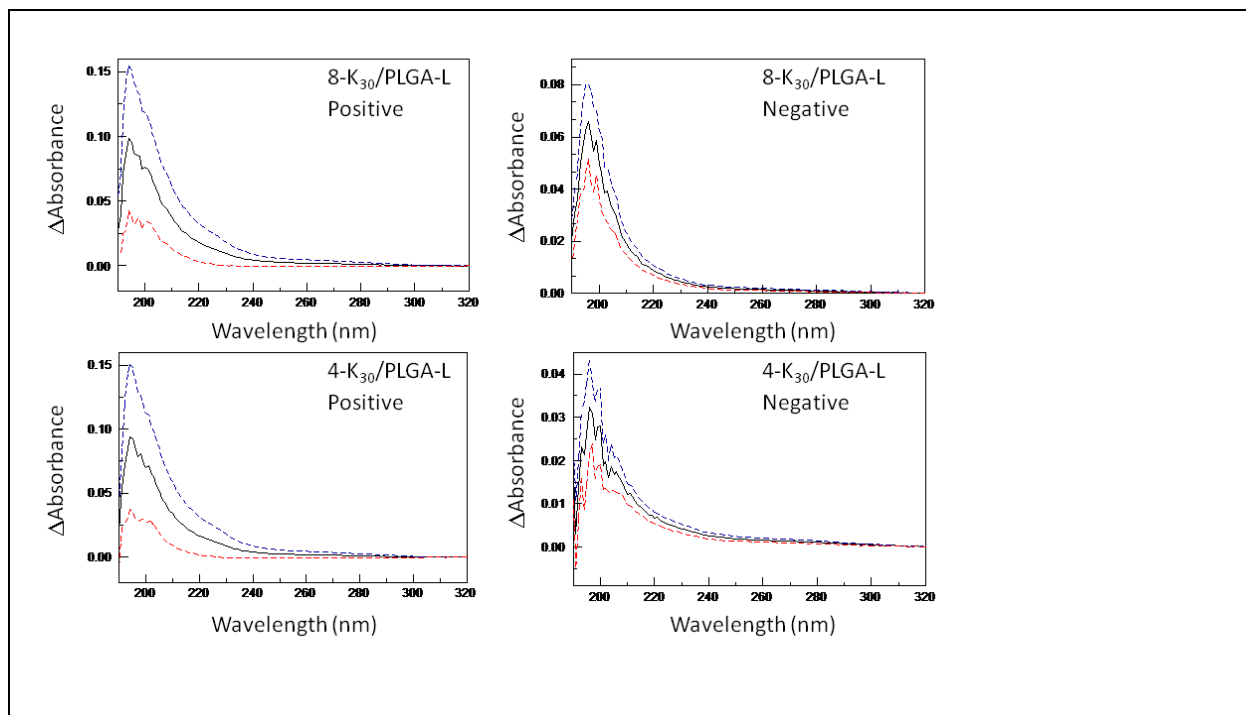 8-K₃₀/PLGA-L
Positive
ΔAbsorbance
0.15
0.10
0.05
0.00
200 220 240 260 280 300 320
Wavelength (nm)
8-K₃₀/PLGA-L
Negative
ΔAbsorbance
0.08
0.06
0.04
0.02
0.00
200 220 240 260 280 300 320
Wavelength (nm)
4-K₃₀/PLGA-L
Positive
ΔAbsorbance
0.15
0.10
0.05
0.00
200 220 240 260 280 300 320
Wavelength (nm)
4-K₃₀/PLGA-L
Negative
ΔAbsorbance
0.04
0.03
0.02
0.01
0.00
200 220 240 260 280 300 320
Wavelength (nm)